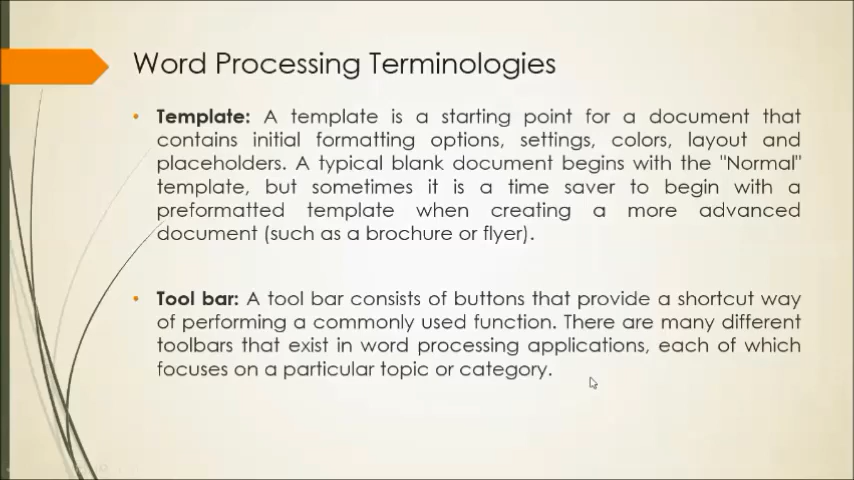 Word Processing Terminologies
• Template: A template is a starting point for a document that
contains initial formatting options, settings, colors, layout and
placeholders. A typical blank document begins with the "Normal"
template, but sometimes it is a time saver to begin with a
preformatted template when creating a more advanced
document (such as a brochure or flyer).
• Tool bar: A tool bar consists of buttons that provide a shortcut way
of performing a commonly used function. There are many different
toolbars that exist in word processing applications, each of which
focuses on a particular topic or category.